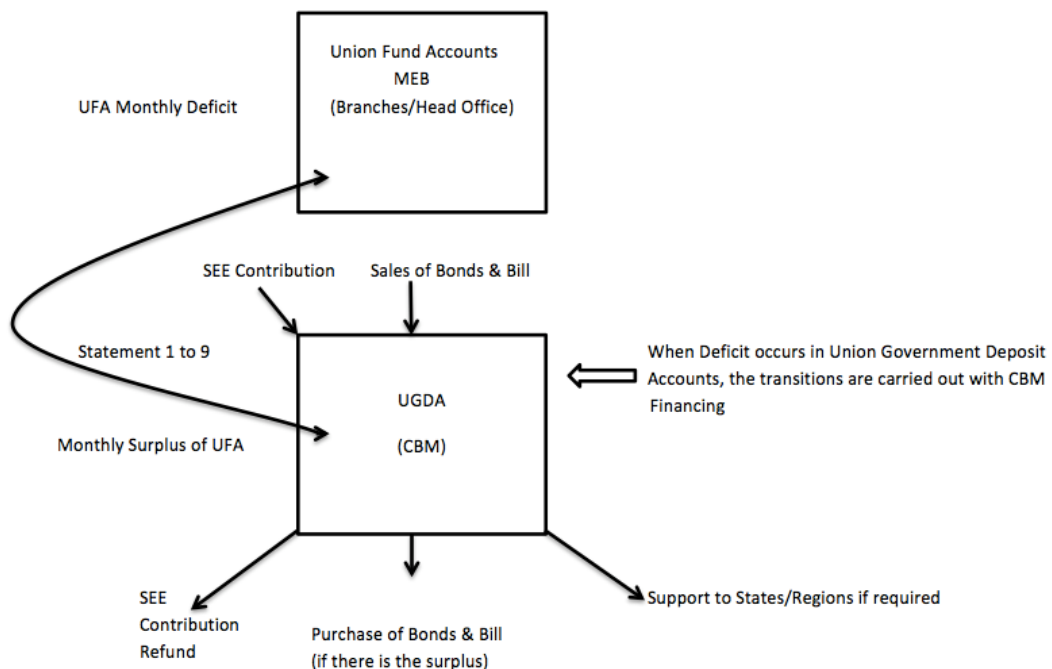 Union Fund Accounts
MEB
(Branches/Head Office)
UFA Monthly Deficit
SEE Contribution
Sales of Bonds & Bill
Statement 1 to 9
When Deficit occurs in Union Government Deposit
Accounts, the transitions are carried out with CBM
Financing
UGDA
(CBM)
Monthly Surplus of UFA
SEE
Contribution
Refund
Purchase of Bonds & Bill
(if there is the surplus)
Support to States/Regions if required